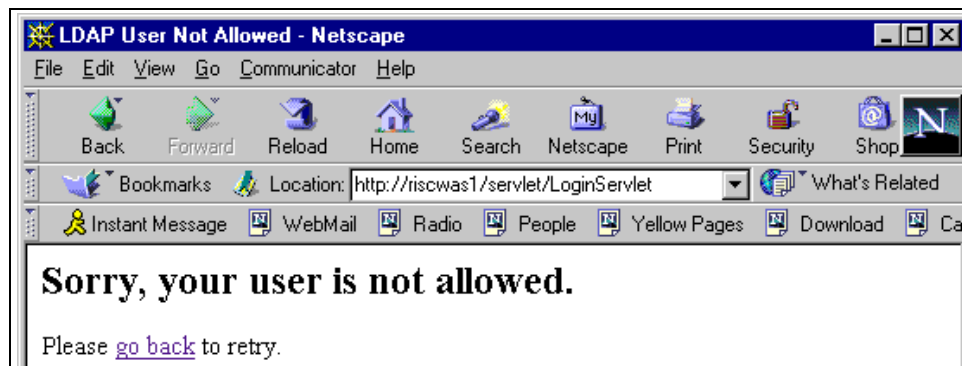 LDAP User Not Allowed - Netscape
File Edit View Go Communicator Help
Back Forward Reload Home Search My Netscape Print Security Shop N
Bookmarks Location: http://riscwas1/servlet/LoginServlet What's Related
Instant Message WebMail Radio People Yellow Pages Download Ca
Sorry, your user is not allowed.
Please go back to retry.